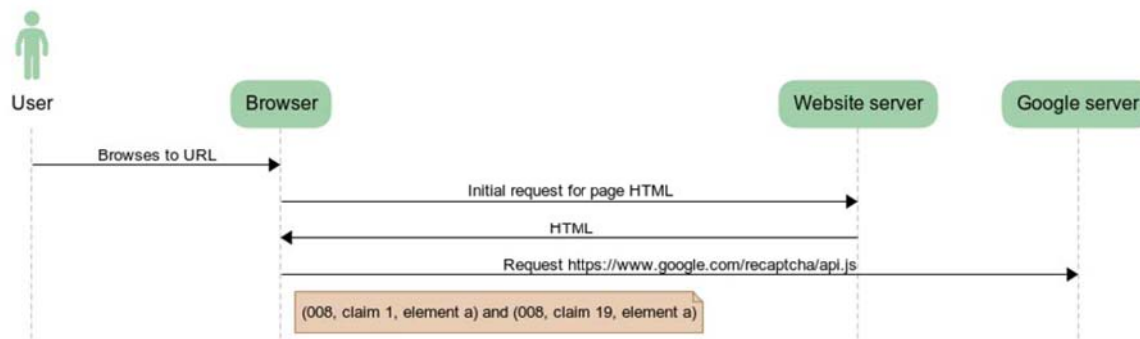 User
Browser
Website server
Google server
Browses to URL
Initial request for page HTML
HTML
Request https://www.google.com/recaptcha/api.js
(008, claim 1, element a) and (008, claim 19, element a)